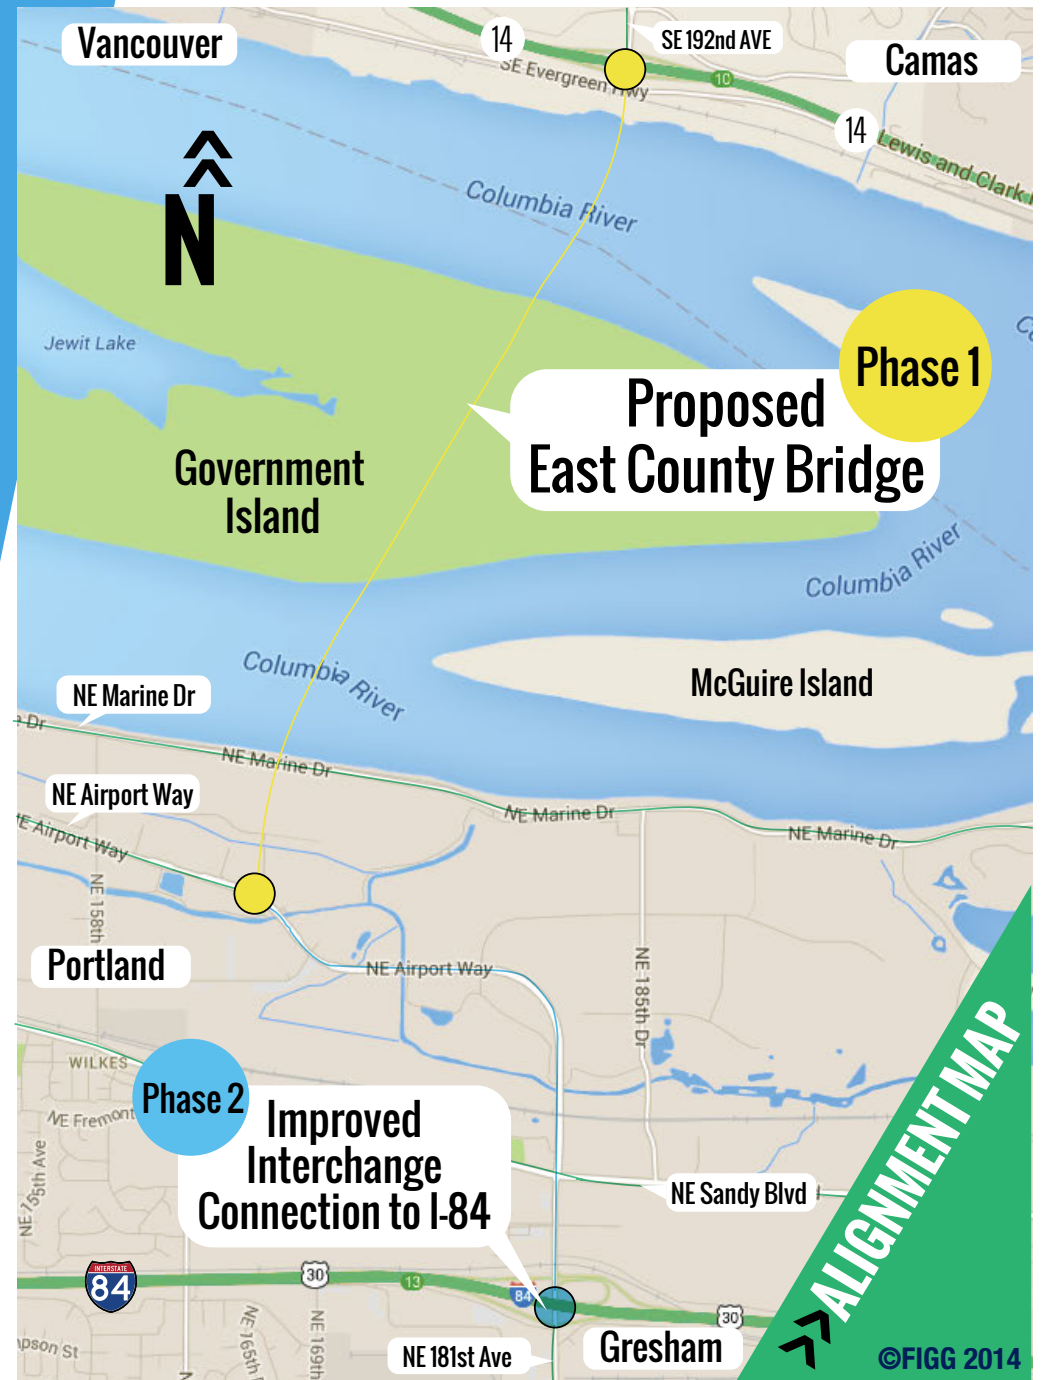 Vancouver
14
SE 192nd AVE
Camas
SE Evergreen Hwy
10
14
Lewis and Clark
N
Columbia River
Jewit Lake
Phase 1
Proposed
East County Bridge
Government
Island
Columbia River
Columbia River
McGuire Island
NE Marine Dr
Dr
NE Marine Dr
NE Airport Way
NE Marine Dr
NE Marine Dr
NE Airport Way
NE 158th
Portland
NE Airport Way
NE 185th Dr
WILKES
Phase 2
NE Fremont
Improved
Interchange
Connection to I-84
NE 155th Ave
NE Sandy Blvd
INTERSTATE
84
30
13
84
30
NE 165th
NE 169th
NE 181st Ave
Gresham
ALIGNMENT MAP
©FIGG 2014